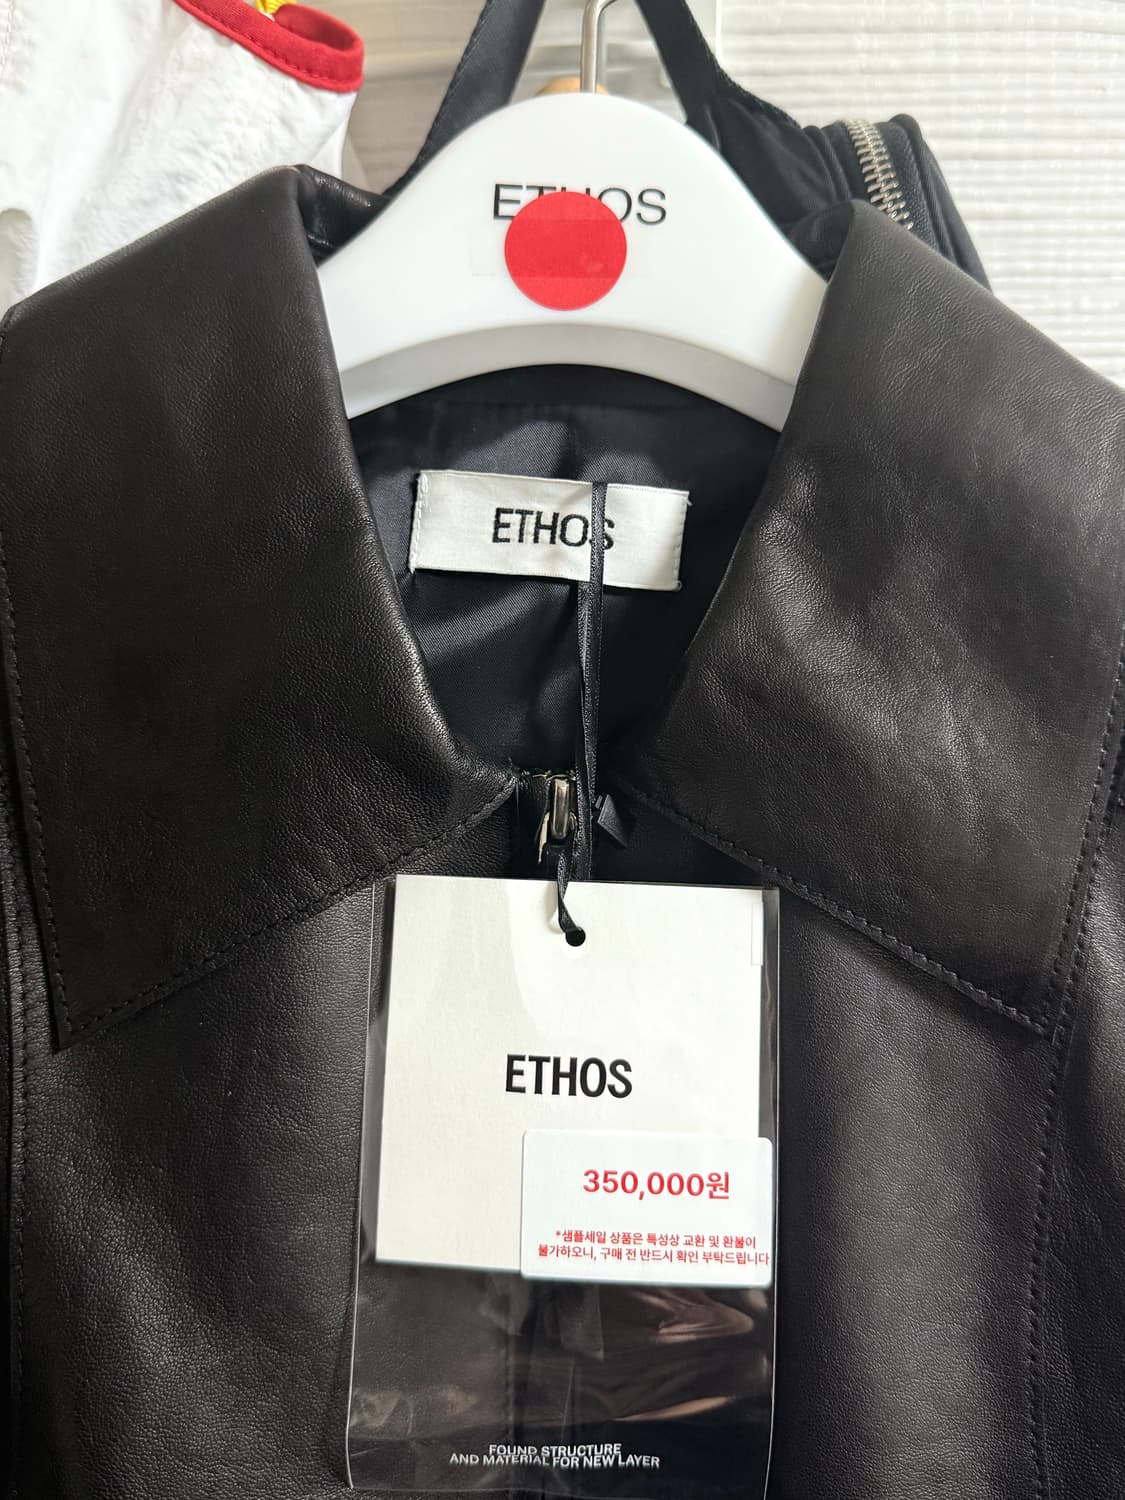 ETHOS
ETHOS
ETHOS
350,000원
*샘플세일 상품은 특성상 교환 및 환불이
불가하오니, 구매 전 반드시 확인 부탁드립니다
FOUND STRUCTURE
AND MATERIAL FOR NEW LAYER